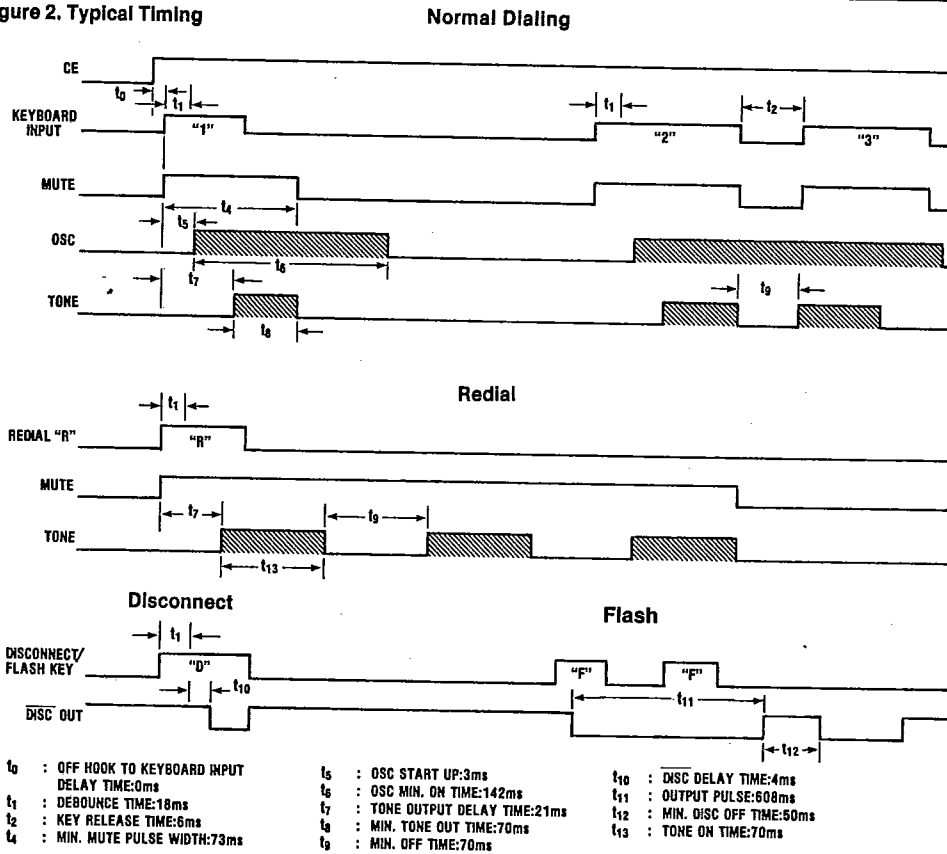 gure 2. Typical Timing
Normal Dialing
CE
t0
t1
t1
t2
KEYBOARD
INPUT
"1"
"2"
"3"
MUTE
t4
t5
OSC
t6
t7
t9
TONE
t8
Redial
t1
REDIAL "R"
"R"
MUTE
t7
t9
TONE
t13
Disconnect
Flash
t1
DISCONNECT/
FLASH KEY
"D"
"F"
"F"
t10
t11
DISC OUT
t12
t0 : OFF HOOK TO KEYBOARD INPUT
DELAY TIME:0ms
t1 : DEBOUNCE TIME:18ms
t2 : KEY RELEASE TIME:6ms
t4 : MIN. MUTE PULSE WIDTH:73ms
t5 : OSC START UP:3ms
t6 : OSC MIN. ON TIME:142ms
t7 : TONE OUTPUT DELAY TIME:21ms
t8 : MIN. TONE OUT TIME:70ms
t9 : MIN. OFF TIME:70ms
t10 : DISC DELAY TIME:4ms
t11 : OUTPUT PULSE:608ms
t12 : MIN. DISC OFF TIME:50ms
t13 : TONE ON TIME:70ms